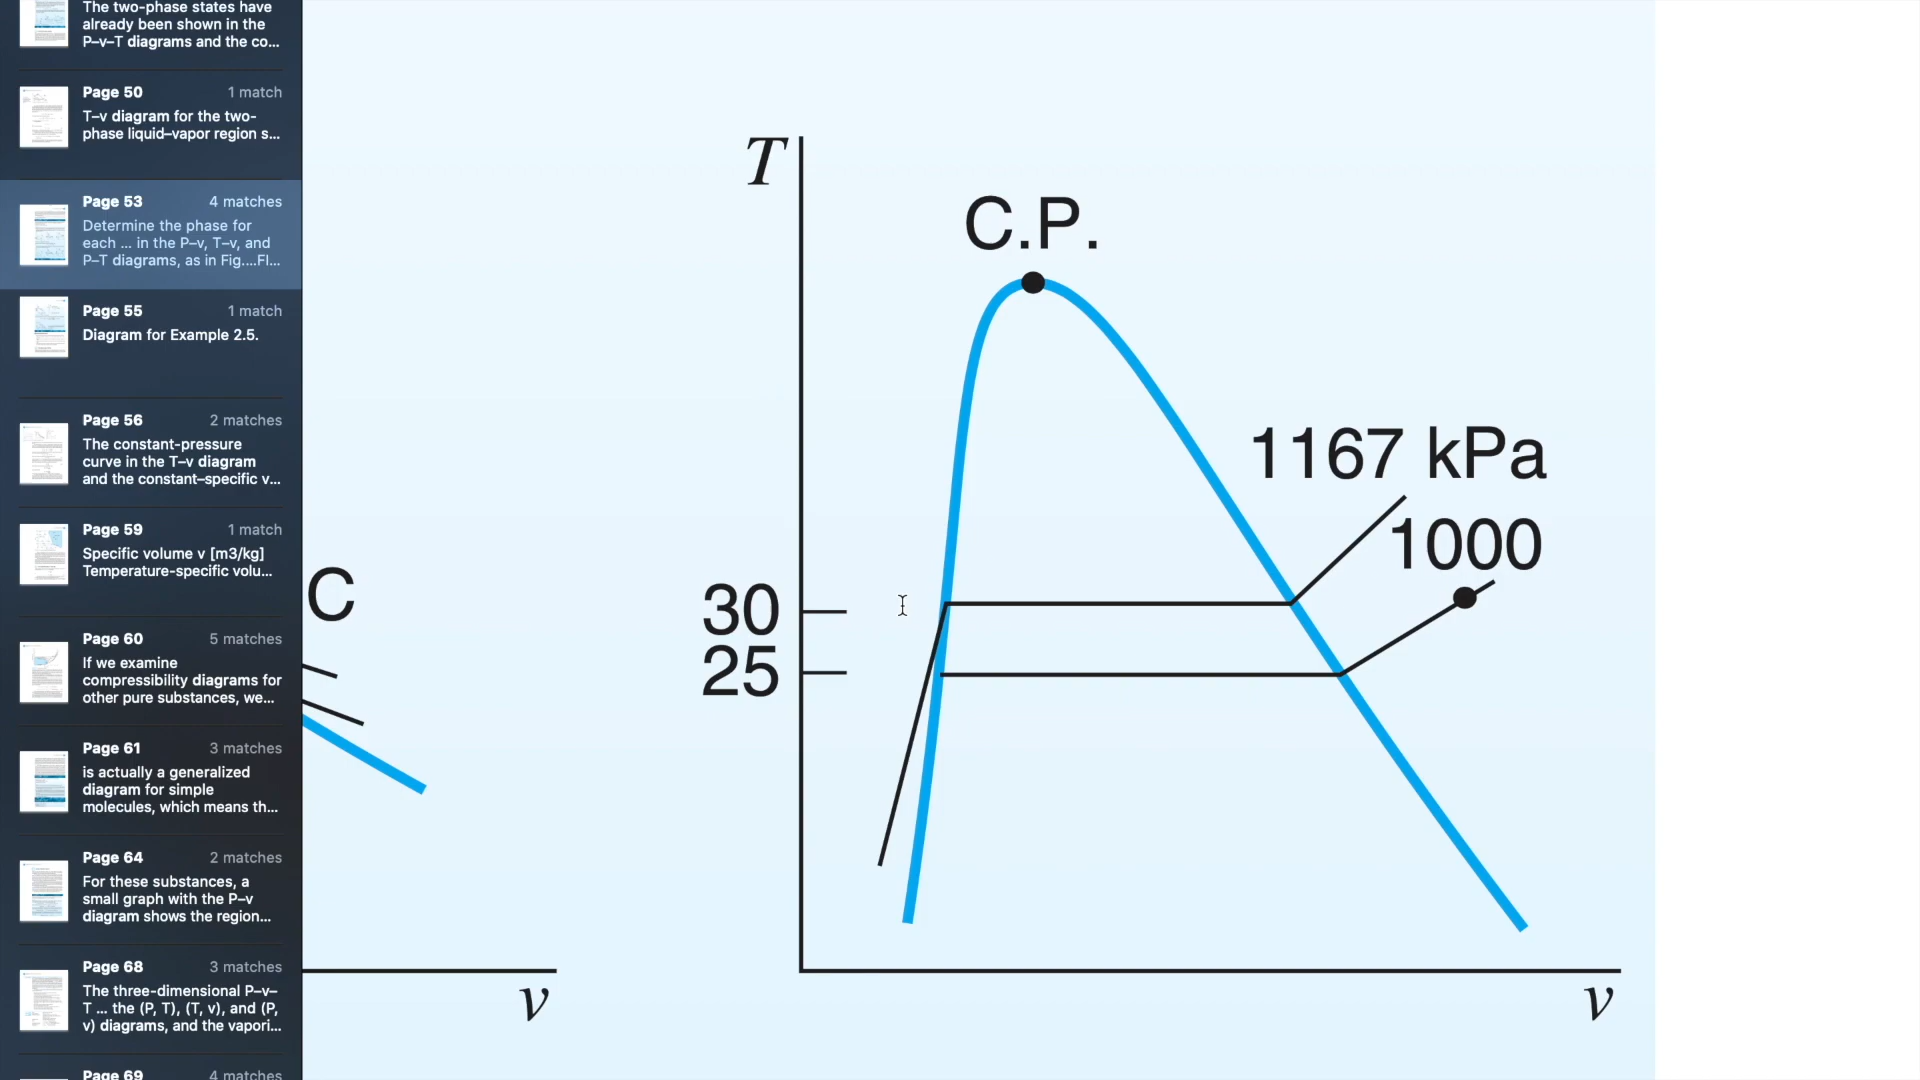 The two-phase states have
already been shown in the
P–v–T diagrams and the co...
Page 50 1 match
T–v diagram for the two-
phase liquid–vapor region s...
Page 53 4 matches
Determine the phase for
each ... in the P–v, T–v, and
P–T diagrams, as in Fig....Fl...
Page 55 1 match
Diagram for Example 2.5.
Page 56 2 matches
The constant-pressure
curve in the T–v diagram
and the constant–specific v...
Page 59 1 match
Specific volume v [m3/kg]
Temperature-specific volu...
Page 60 5 matches
If we examine
compressibility diagrams for
other pure substances, we...
Page 61 3 matches
is actually a generalized
diagram for simple
molecules, which means th...
Page 64 2 matches
For these substances, a
small graph with the P–v
diagram shows the region...
Page 68 3 matches
The three-dimensional P–v–
T ... the (P, T), (T, v), and (P,
v) diagrams, and the vapori...
Page 69 4 matches
C
v
T
C.P.
1167 kPa
1000
30
25
v